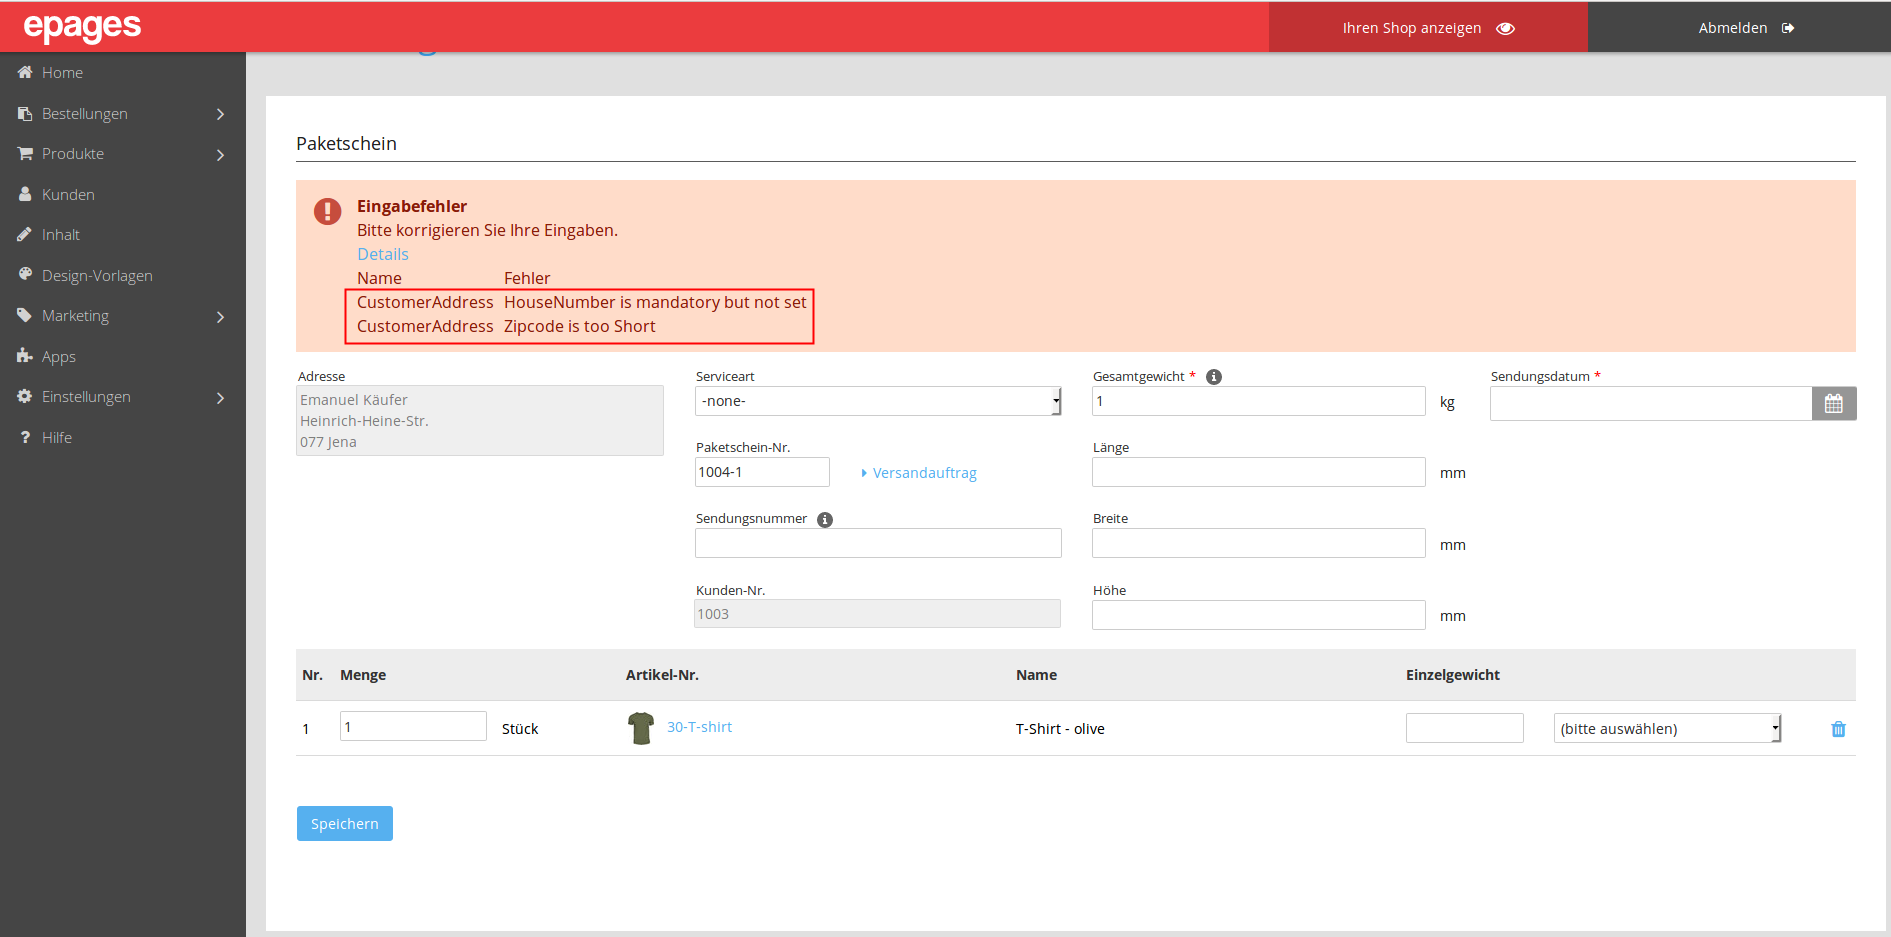 epages
Ihren Shop anzeigen
Abmelden
Home
Bestellungen
Produkte
Kunden
Inhalt
Design-Vorlagen
Marketing
Apps
Einstellungen
? Hilfe
Paketschein
Eingabefehler
Bitte korrigieren Sie Ihre Eingaben.
Details
Name Fehler
CustomerAddress HouseNumber is mandatory but not set
CustomerAddress Zipcode is too Short
Adresse
Emanuel Käufer
Heinrich-Heine-Str.
077 Jena
Serviceart
-none-
Paketschein-Nr.
1004-1
Versandauftrag
Sendungsnummer
Kunden-Nr.
1003
Gesamtgewicht *
1 kg
Länge
mm
Breite
mm
Höhe
mm
Sendungsdatum *
Nr. Menge Artikel-Nr. Name Einzelgewicht
1 1 Stück 30-T-shirt T-Shirt - olive (bitte auswählen)
Speichern